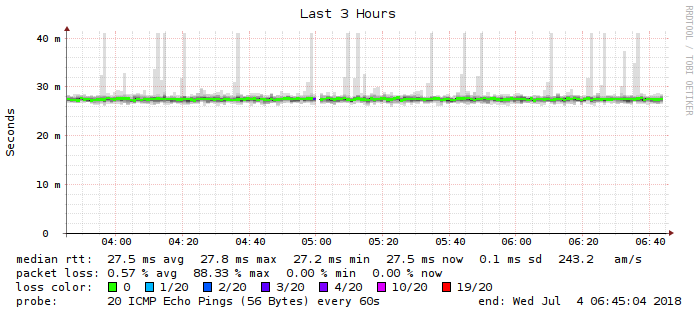 Last 3 Hours
RRDTOOL / TOBI OETIKER
Seconds
40 m
30 m
20 m
10 m
0
04:00 04:20 04:40 05:00 05:20 05:40 06:00 06:20 06:40
median rtt: 27.5 ms avg 27.8 ms max 27.2 ms min 27.5 ms now 0.1 ms sd 243.2 am/s
packet loss: 0.57 % avg 88.33 % max 0.00 % min 0.00 % now
loss color: 0 1/20 2/20 3/20 4/20 10/20 19/20
probe: 20 ICMP Echo Pings (56 Bytes) every 60s end: Wed Jul 4 06:45:04 2018